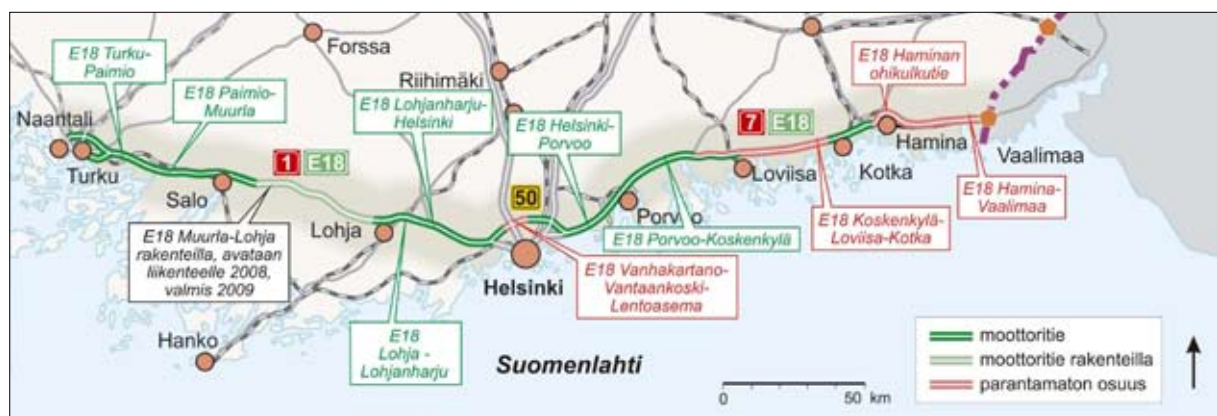 E18 Turku-
Paimio
Forssa
E18 Haminan
ohikulkutie
Riihimäki
E18 Paimio-
Muurla
E18 Lohjanharju-
Helsinki
Naantali
E18 Helsinki-
Porvoo
7 E18
Hamina
Vaalimaa
1 E18
Turku
Loviisa
Kotka
Salo
50
E18 Hamina-
Vaalimaa
Porvoo
Lohja
E18 Porvoo-Koskenkylä
E18 Koskenkylä-
Loviisa-Kotka
E18 Muurla-Lohja
rakenteilla, avataan
liikenteelle 2008,
valmis 2009
Helsinki
E18 Vanhakartano-
Vantaankoski-
Lentoasema
Hanko
E18
Lohja -
Lohjanharju
Suomenlahti
moottoritie
moottoritie rakenteilla
parantamaton osuus
0 50 km